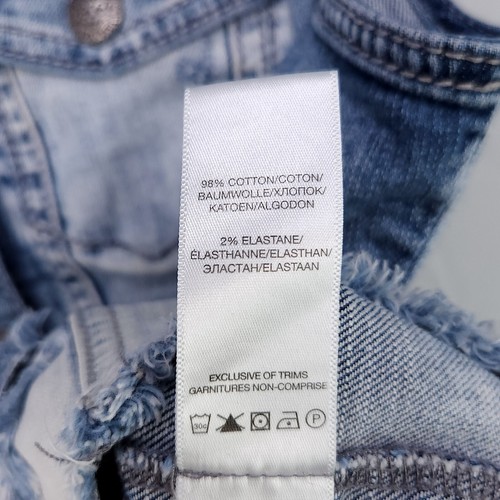 98% COTTON/COTON/
BAUMWOLLE/ХЛОПОК/
KATOEN/ALGODON
2% ELASTANE/
ÉLASTHANNE/ELASTHAN/
ЭЛАСТАН/ELASTAAN
EXCLUSIVE OF TRIMS
GARNITURES NON-COMPRISE
30c P